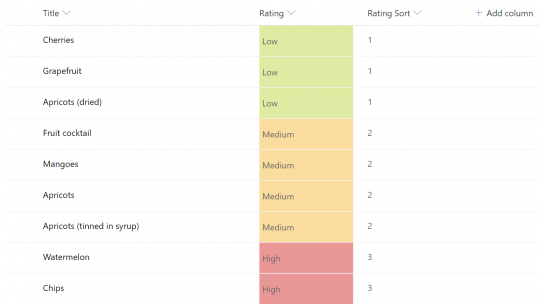 Title Rating Rating Sort + Add column
Cherries Low 1
Grapefruit Low 1
Apricots (dried) Low 1
Fruit cocktail Medium 2
Mangoes Medium 2
Apricots Medium 2
Apricots (tinned in syrup) Medium 2
Watermelon High 3
Chips High 3